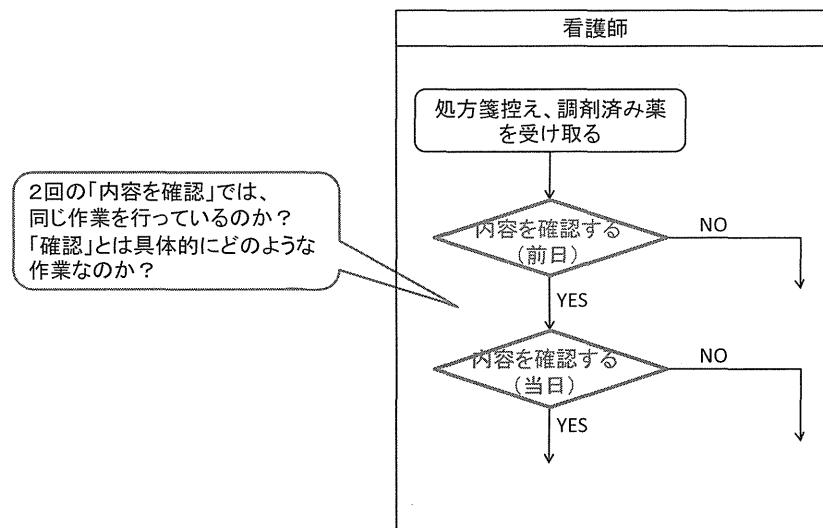 看護師
処方箋控え、調剤済み薬
を受け取る
2回の「内容を確認」では、
同じ作業を行っているのか？
「確認」とは具体的にどのような
作業なのか？
内容を確認する
（前日）
NO
YES
内容を確認する
（当日）
NO
YES